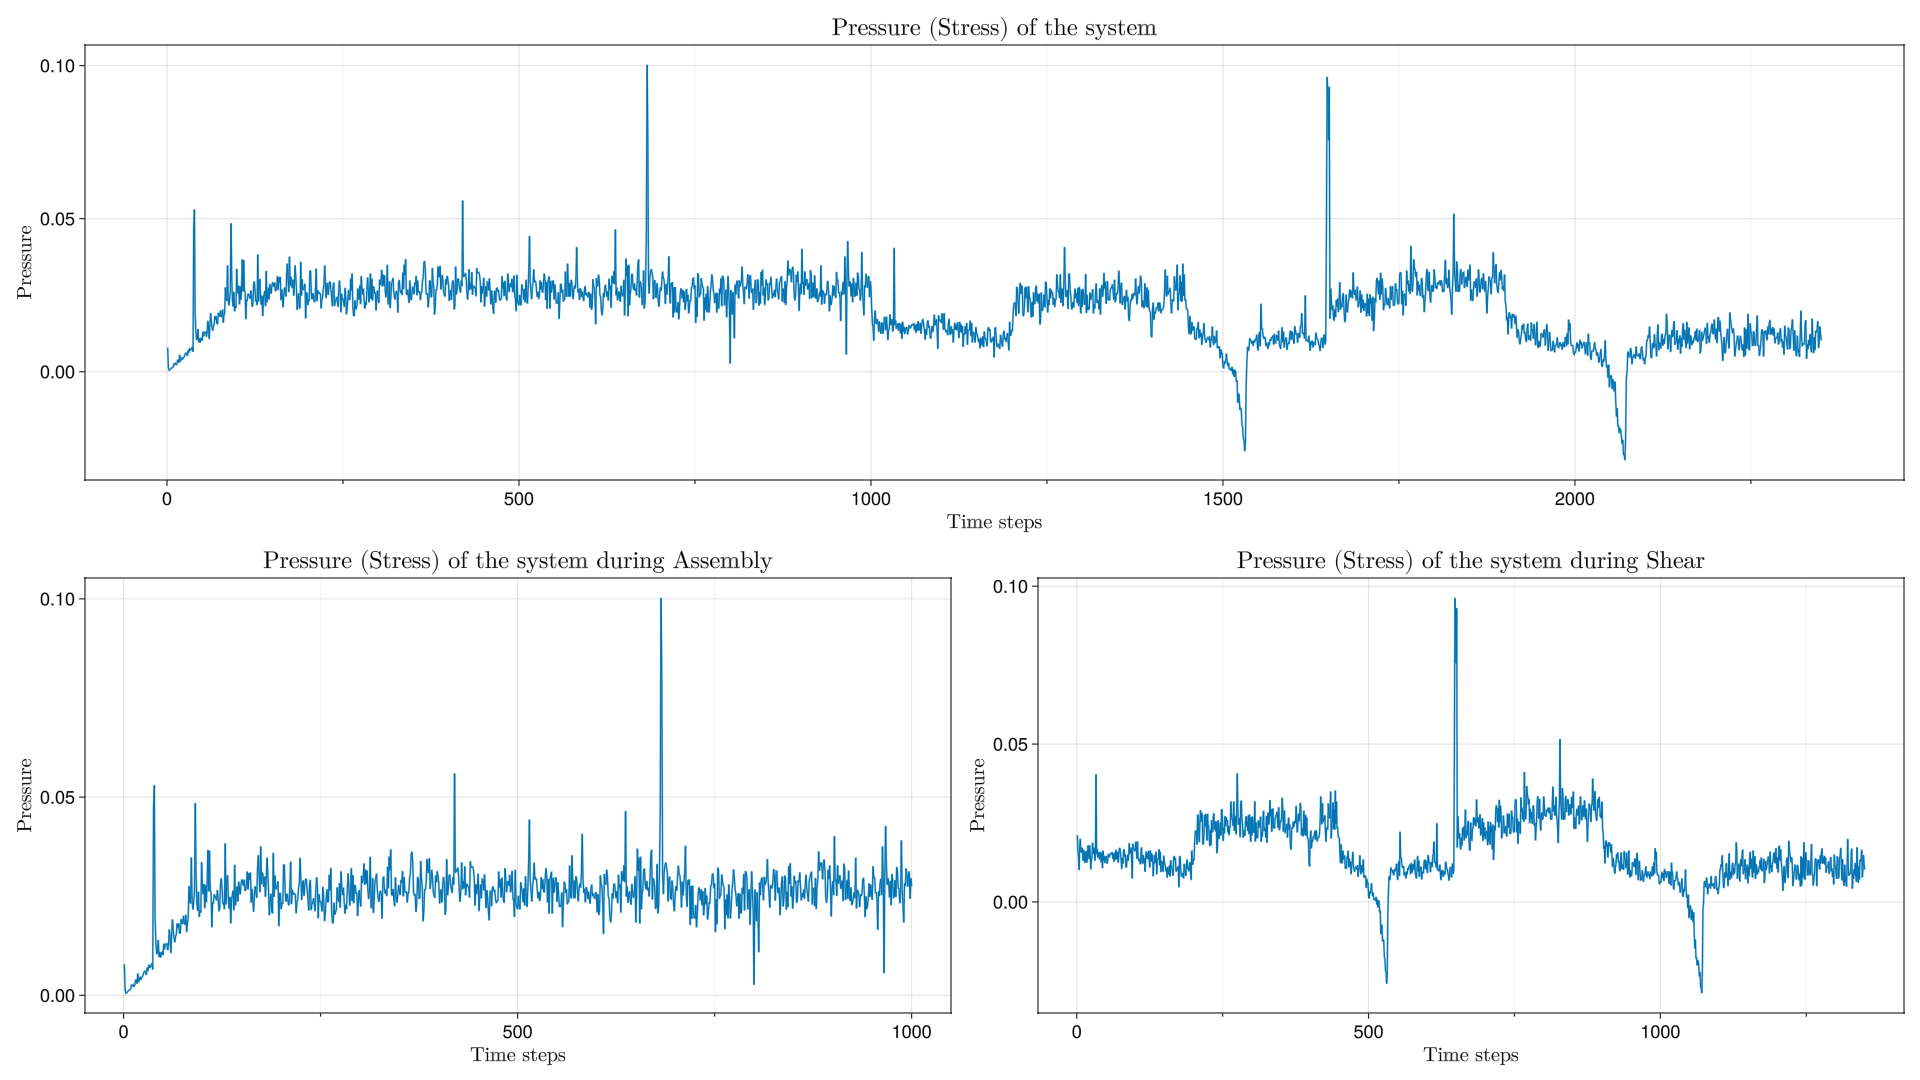 Pressure (Stress) of the system
Pressure
0.10
0.05
0.00
0 500 1000 1500 2000
Time steps
Pressure (Stress) of the system during Assembly
Pressure
0.10
0.05
0.00
0 500 1000
Time steps
Pressure (Stress) of the system during Shear
Pressure
0.10
0.05
0.00
0 500 1000
Time steps